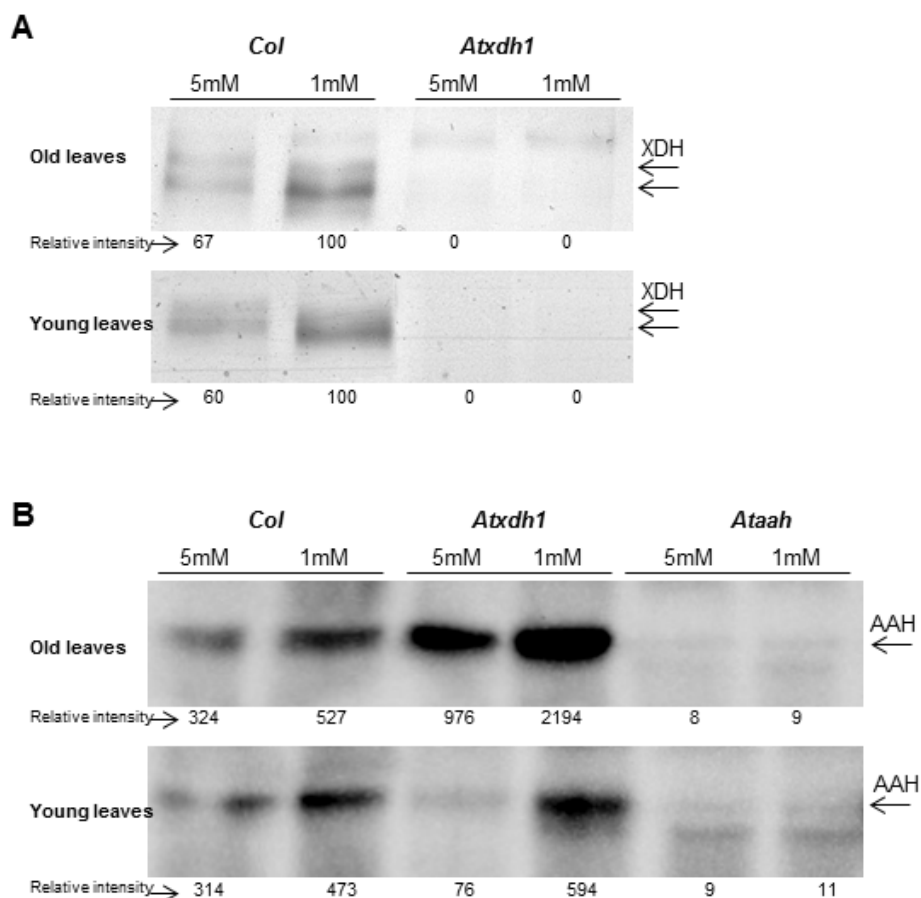 A
Col Atxdh1
5mM 1mM 5mM 1mM
Old leaves
XDH
Relative intensity 67 100 0 0
Young leaves
XDH
Relative intensity 60 100 0 0
B
Col Atxdh1 Ataah
5mM 1mM 5mM 1mM 5mM 1mM
Old leaves
AAH
Relative intensity 324 527 976 2194 8 9
Young leaves
AAH
Relative intensity 314 473 76 594 9 11